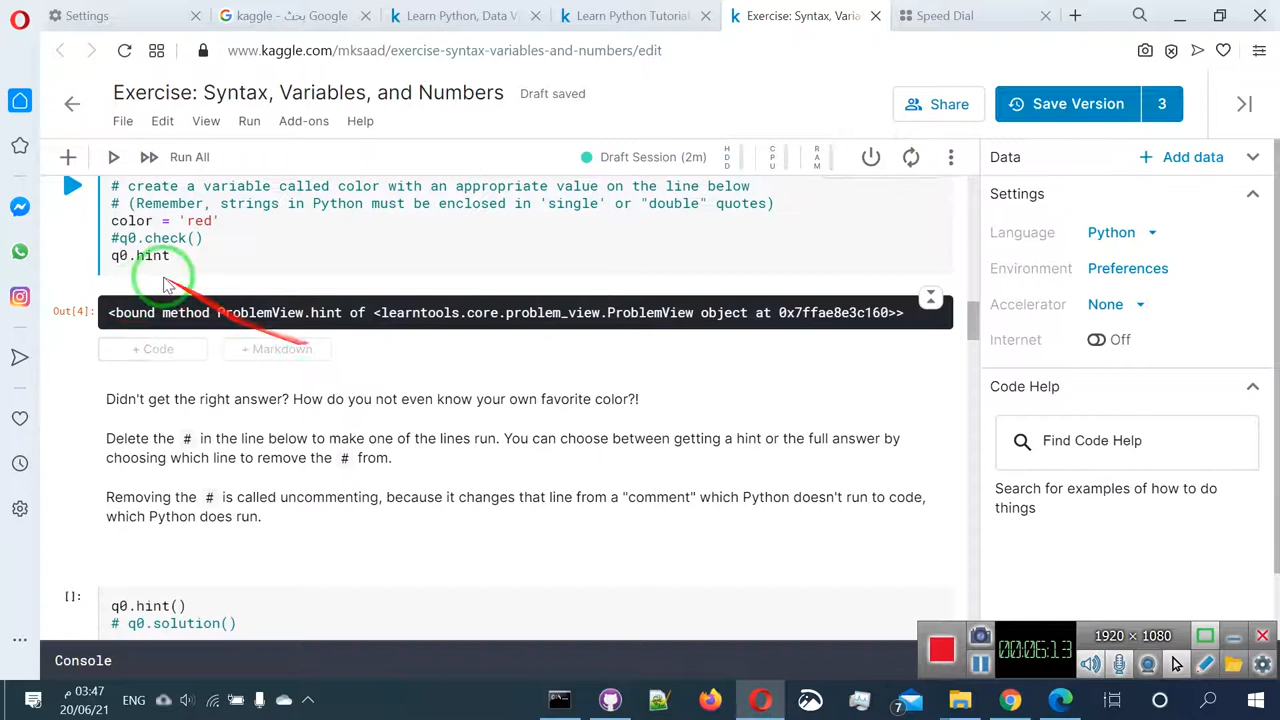 Settings
kaggle - بحث Google
Learn Python, Data V
Learn Python Tutorial
Exercise: Syntax, Varia
Speed Dial
www.kaggle.com/mksaad/exercise-syntax-variables-and-numbers/edit
Exercise: Syntax, Variables, and Numbers
Draft saved
Share
Save Version
3
File
Edit
View
Run
Add-ons
Help
Run All
Draft Session (2m)
HDD
CPU
RAM
Data
Add data
# create a variable called color with an appropriate value on the line below
# (Remember, strings in Python must be enclosed in 'single' or "double" quotes)
color = 'red'
#q0.check()
q0.hint
Out[4]:
<bound method ProblemView.hint of <learntools.core.problem_view.ProblemView object at 0x7ffae8e3c160>>
+ Code
+ Markdown
Didn't get the right answer? How do you not even know your own favorite color?!
Delete the # in the line below to make one of the lines run. You can choose between getting a hint or the full answer by
choosing which line to remove the # from.
Removing the # is called uncommenting, because it changes that line from a "comment" which Python doesn't run to code,
which Python does run.
[]:
q0.hint()
# q0.solution()
Console
Settings
Language
Python
Environment
Preferences
Accelerator
None
Internet
Off
Code Help
Find Code Help
Search for examples of how to do
things
00:06:13
1920 × 1080
03:47 م
20/06/21
ENG
7